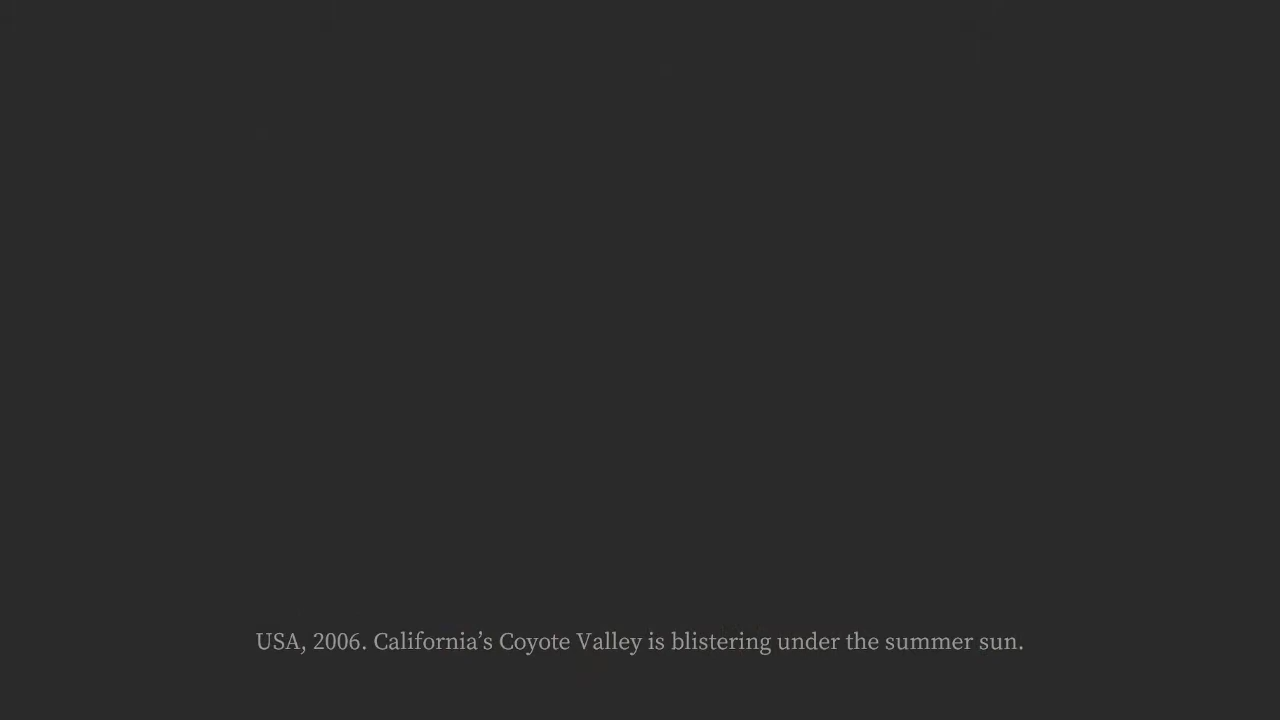 USA, 2006. California’s Coyote Valley is blistering under the summer sun.